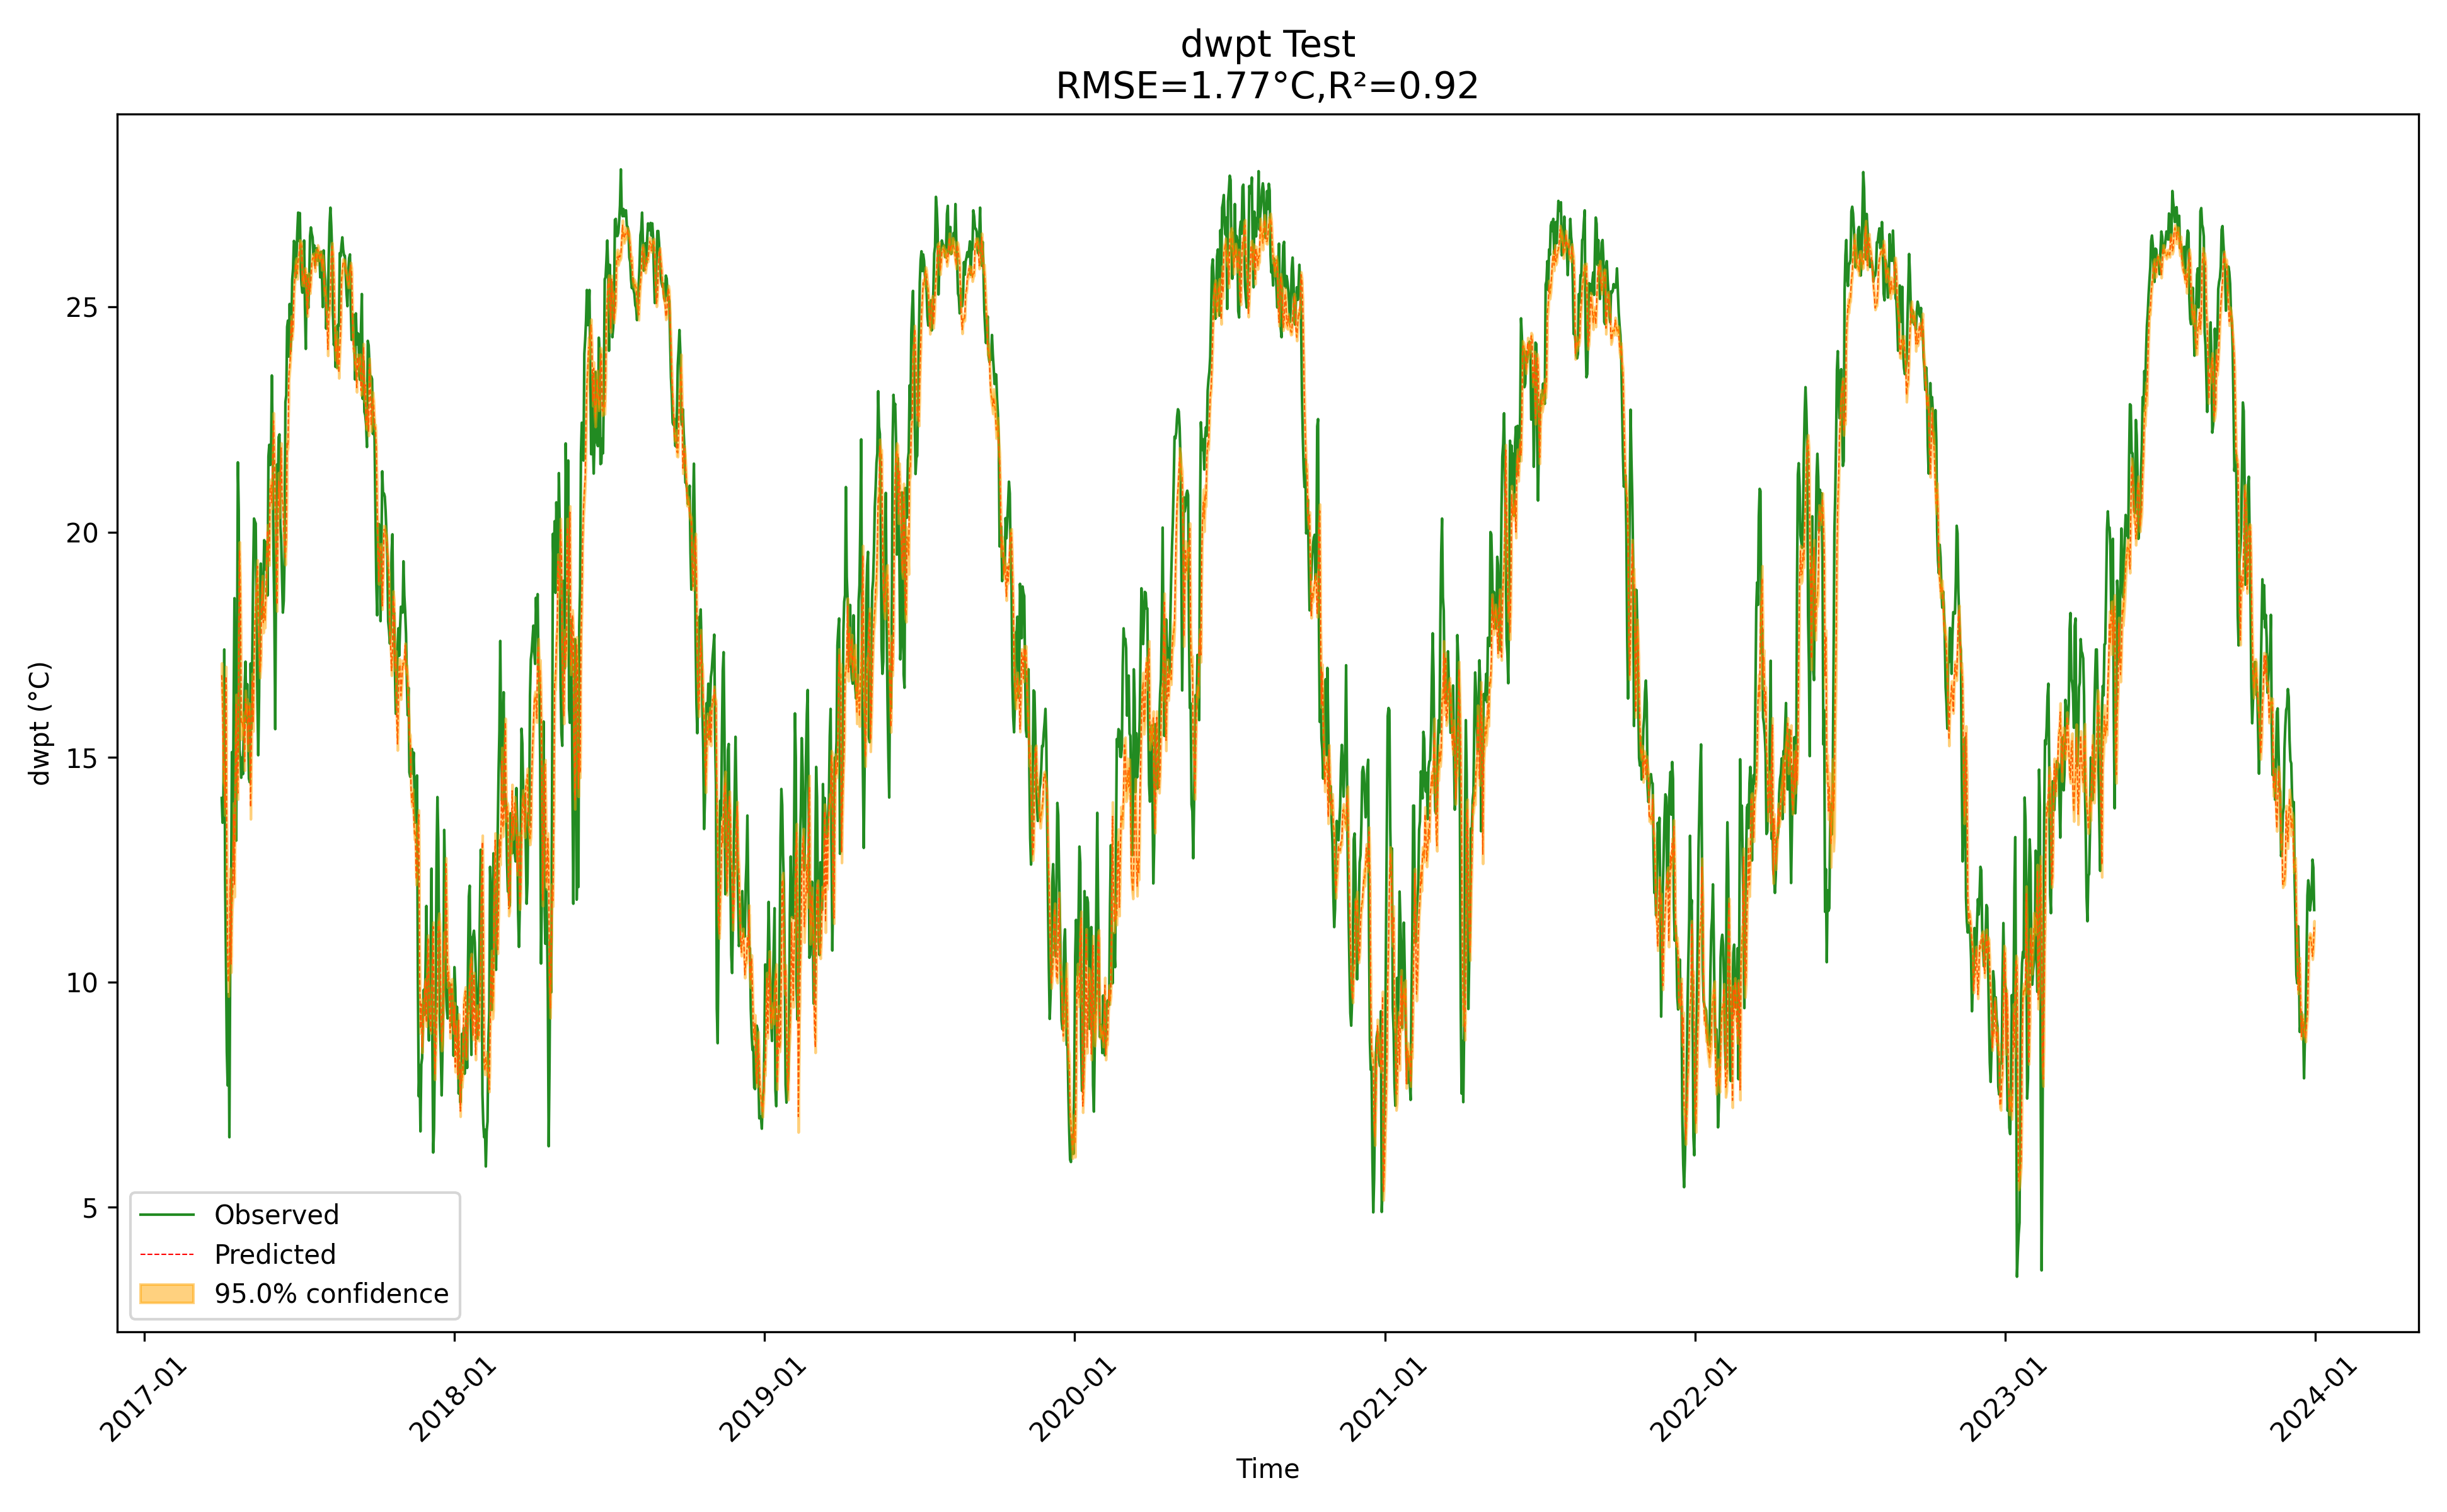 dwpt Test
RMSE=1.77°C,R²=0.92
dwpt (°C)
25
20
15
10
5
Observed
Predicted
95.0% confidence
2017-01
2018-01
2019-01
2020-01
2021-01
2022-01
2023-01
2024-01
Time